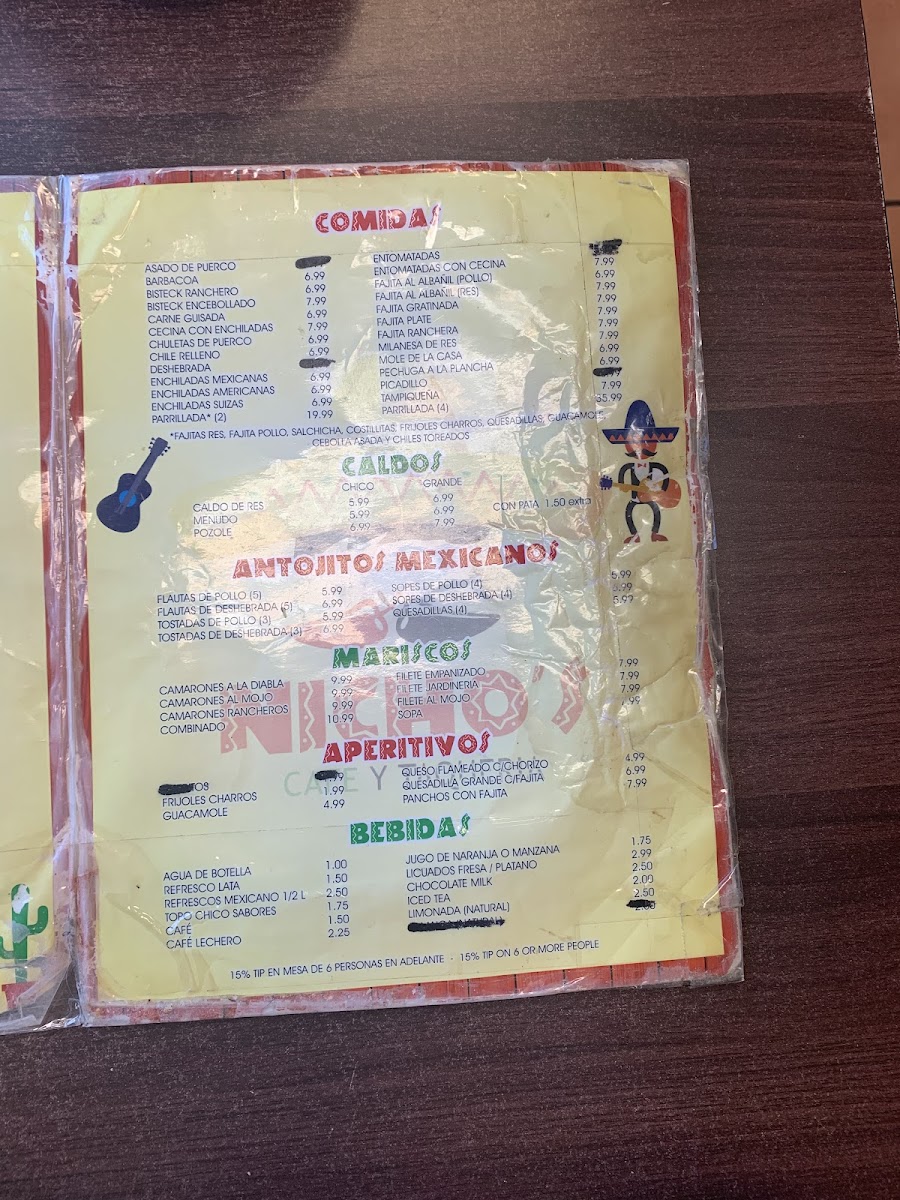 COMIDAS
ASADO DE PUERCO
BARBACOA 6.99
BISTECK RANCHERO 6.99
BISTECK ENCEBOLLADO 7.99
CARNE GUISADA 6.99
CECINA CON ENCHILADAS 7.99
CHULETAS DE PUERCO 6.99
CHILE RELLENO 6.99
DESHEBRADA
ENCHILADAS MEXICANAS 6.99
ENCHILADAS AMERICANAS 6.99
ENCHILADAS SUIZAS 6.99
PARRILLADA* (2) 19.99
ENTOMATADAS
ENTOMATADAS CON CECINA 7.99
FAJITA AL ALBAÑIL (POLLO) 6.99
FAJITA AL ALBAÑIL (RES) 7.99
FAJITA GRATINADA 7.99
FAJITA PLATE 7.99
FAJITA RANCHERA 7.99
MILANESA DE RES 7.99
MOLE DE LA CASA 6.99
PECHUGA A LA PLANCHA 6.99
PICADILLO
TAMPIQUEÑA 7.99
PARRILLADA (4) 35.99
*FAJITAS RES, FAJITA POLLO, SALCHICHA, COSTILLITAS, FRIJOLES CHARROS, QUESADILLAS, GUACAMOLE,
CEBOLLA ASADA Y CHILES TOREADOS
CALDOS
CHICO GRANDE
CALDO DE RES 5.99 6.99
MENUDO 5.99 6.99 CON PATA 1.50 extra
POZOLE 6.99 7.99
ANTOJITOS MEXICANOS
FLAUTAS DE POLLO (5) 5.99
FLAUTAS DE DESHEBRADA (5) 6.99
TOSTADAS DE POLLO (3) 5.99
TOSTADAS DE DESHEBRADA (3) 6.99
SOPES DE POLLO (4) 5.99
SOPES DE DESHEBRADA (4)
QUESADILLAS (4) 5.99
MARISCOS
CAMARONES A LA DIABLA 9.99
CAMARONES AL MOJO 9.99
CAMARONES RANCHEROS 9.99
COMBINADO 10.99
FILETE EMPANIZADO 7.99
FILETE JARDINERIA 7.99
FILETE AL MOJO 7.99
SOPA
NICHO'S
APERITIVOS
FRIJOLES CHARROS 1.99
GUACAMOLE 4.99
QUESO FLAMEADO C/CHORIZO 4.99
QUESADILLA GRANDE C/FAJITA 6.99
PANCHOS CON FAJITA 7.99
BEBIDAS
AGUA DE BOTELLA 1.00
REFRESCO LATA 1.50
REFRESCOS MEXICANO 1/2 L 2.50
TOPO CHICO SABORES 1.75
CAFÉ 1.50
CAFÉ LECHERO 2.25
JUGO DE NARANJA O MANZANA 1.75
LICUADOS FRESA / PLATANO 2.99
CHOCOLATE MILK 2.50
ICED TEA 2.00
LIMONADA (NATURAL) 2.50
15% TIP EN MESA DE 6 PERSONAS EN ADELANTE - 15% TIP ON 6 OR MORE PEOPLE